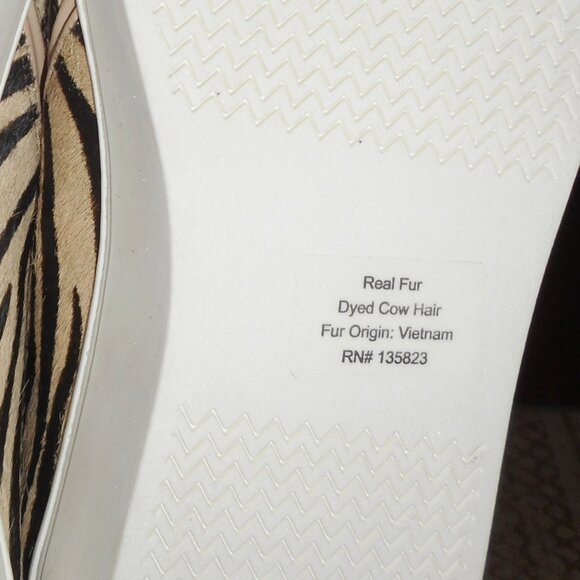 Real Fur
Dyed Cow Hair
Fur Origin: Vietnam
RN# 135823